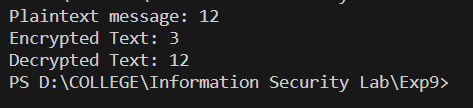 Plaintext message: 12
Encrypted Text: 3
Decrypted Text: 12
PS D:\COLLEGE\Information Security Lab\Exp9>